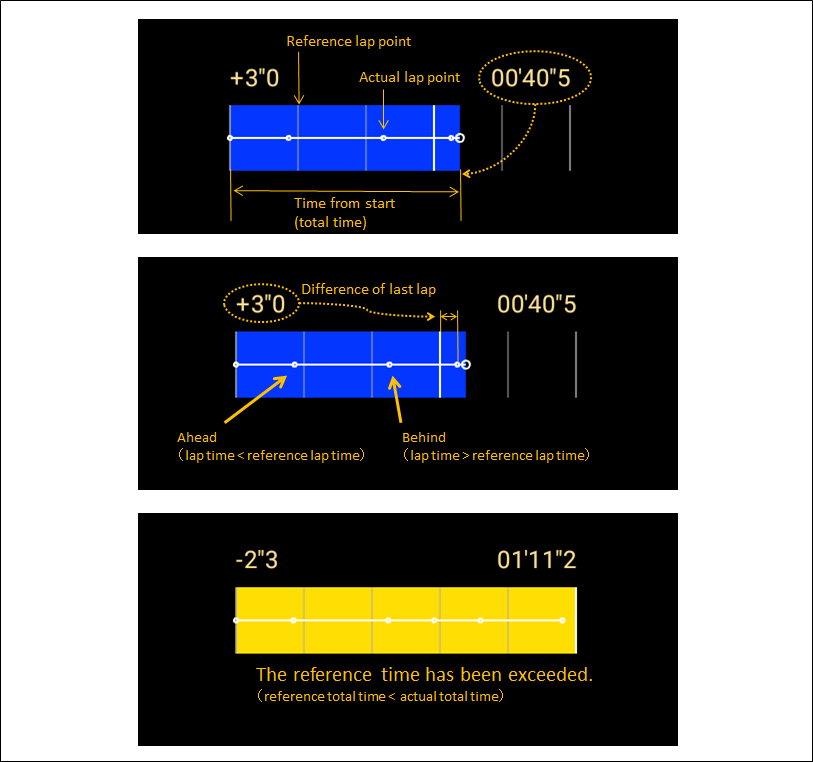 Reference lap point
+3"0
Actual lap point
00'40"5
Time from start
(total time)
+3"0
Difference of last lap
00'40"5
Ahead
(lap time < reference lap time)
Behind
(lap time > reference lap time)
-2"3
01'11"2
The reference time has been exceeded.
(reference total time < actual total time)